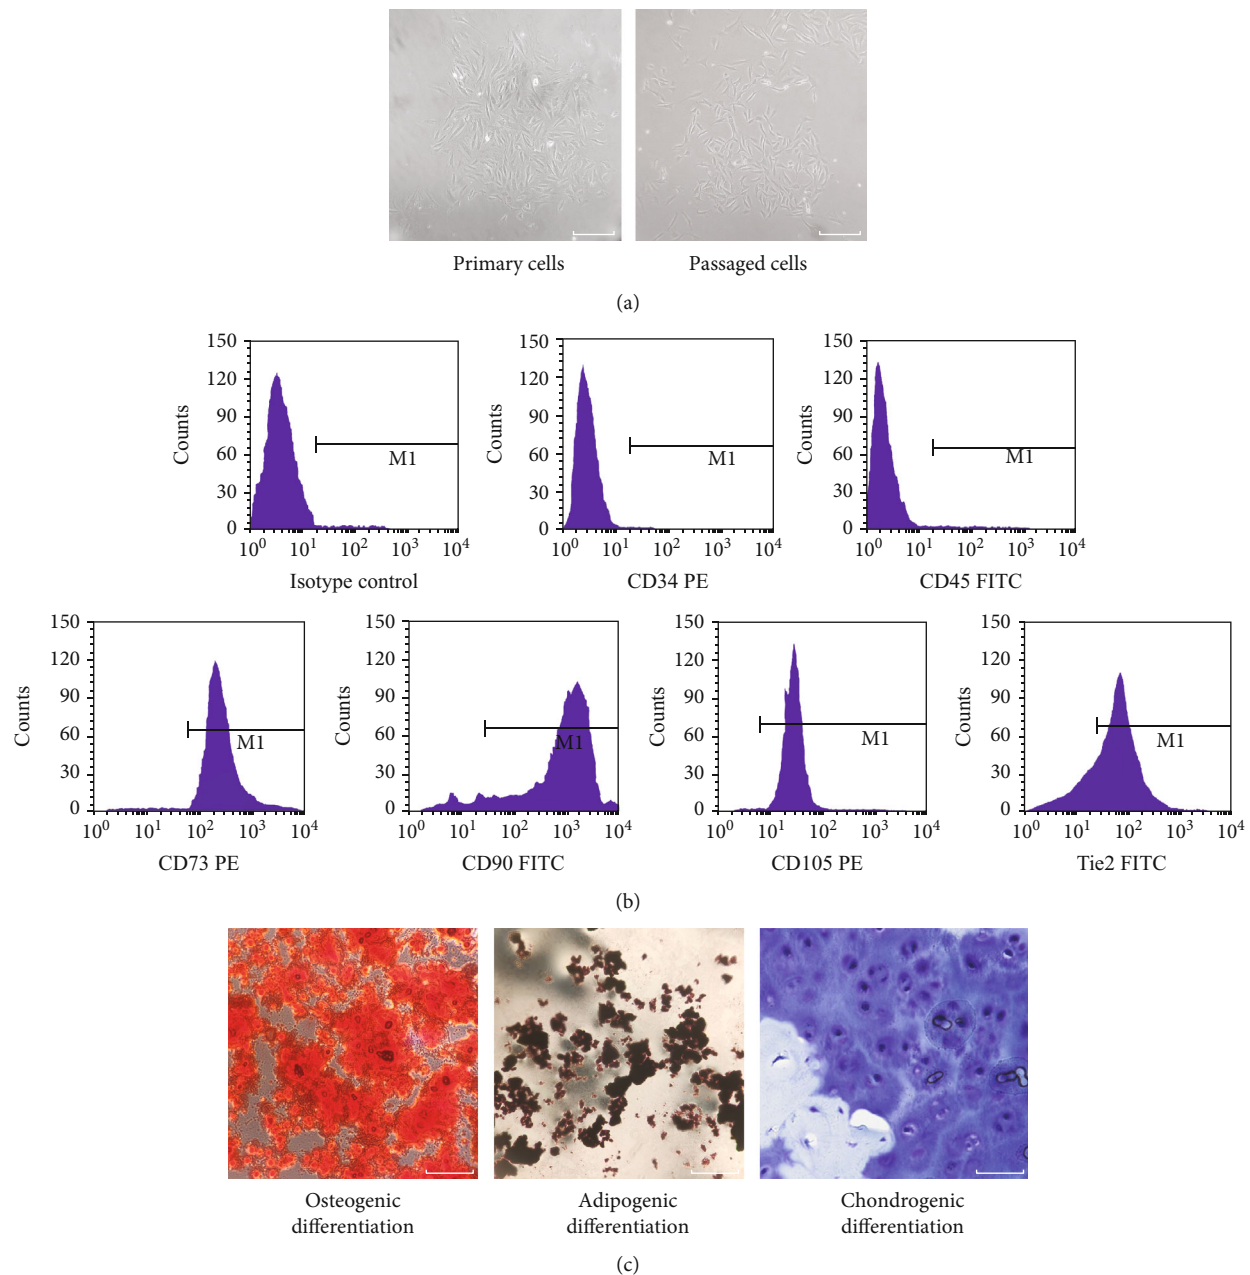 Primary cells
Passaged cells
(a)
150
120
90
60
30
0
Counts
M1
10⁰ 10¹ 10² 10³ 10⁴
Isotype control
150
120
90
60
30
0
Counts
M1
10⁰ 10¹ 10² 10³ 10⁴
CD34 PE
150
120
90
60
30
0
Counts
M1
10⁰ 10¹ 10² 10³ 10⁴
CD45 FITC
150
120
90
60
30
0
Counts
M1
10⁰ 10¹ 10² 10³ 10⁴
CD73 PE
150
120
90
60
30
0
Counts
M1
10⁰ 10¹ 10² 10³ 10⁴
CD90 FITC
150
120
90
60
30
0
Counts
M1
10⁰ 10¹ 10² 10³ 10⁴
CD105 PE
150
120
90
60
30
0
Counts
M1
10⁰ 10¹ 10² 10³ 10⁴
Tie2 FITC
(b)
Osteogenic
differentiation
Adipogenic
differentiation
Chondrogenic
differentiation
(c)